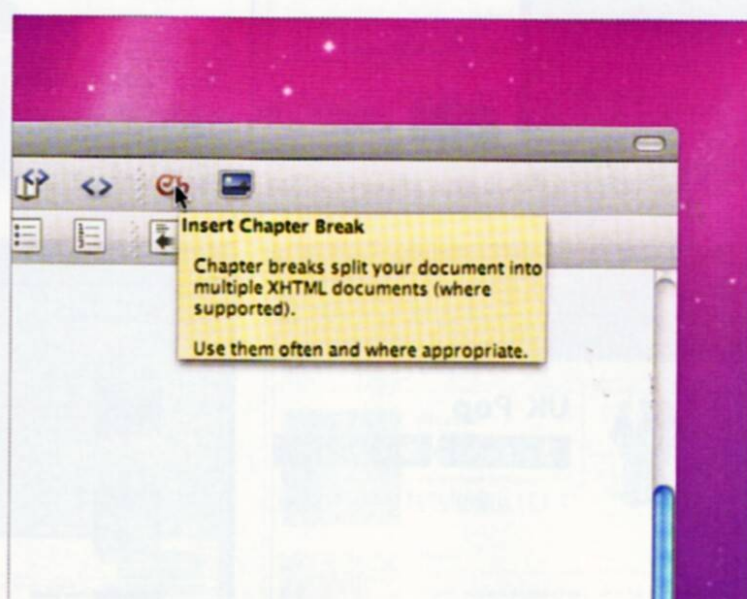 Insert Chapter Break
Chapter breaks split your document into
multiple XHTML documents (where
supported).
Use them often and where appropriate.
UK Pop